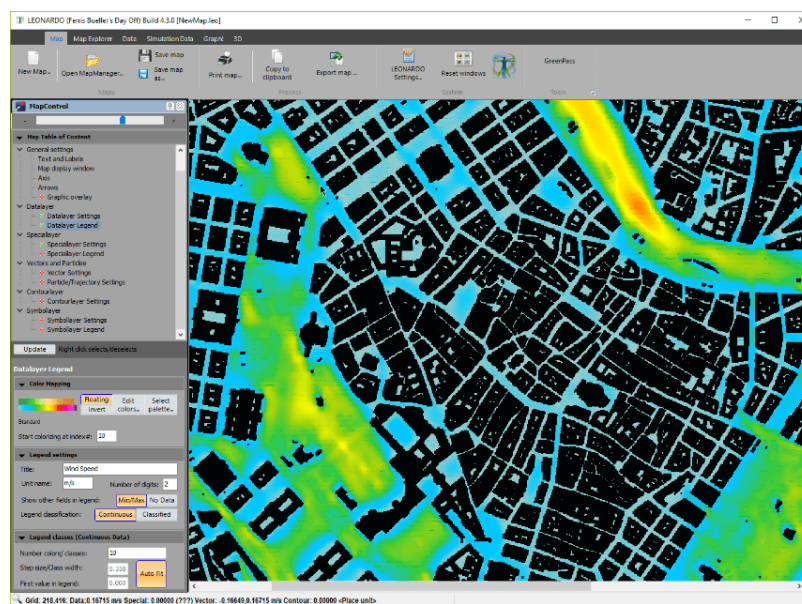 LEONARDO (Ferris Bueller's Day Off) Build 4.3.0 [NewMap.leo]
Map Map Explorer Data Simulation Data Graph! 3D
New Map... Open MapManager... Save map Save map as... Print map... Copy to clipboard Export map ... LEONARDO Settings... Reset windows GreenPass
Maps Process System Tools
MapControl
- +
Map Table of Content
General settings
Text and Labels
Map display window
Axis
Arrows
Graphic overlay
Datalayer
Datalayer Settings
Datalayer Legend
Speciallayer
Speciallayer Settings
Speciallayer Legend
Vectors and Particles
Vector Settings
Particle/Trajectory Settings
Contourlayer
Contourlayer Settings
Symbollayer
Symbollayer Settings
Symbollayer Legend
Update Right click selects/deselects
Datalayer Legend
Color Mapping
Floating Edit colors... Select palette...
Invert
Standard
Start colorizing at index#: 10
Legend settings
Title: Wind Speed
Unit name: m/s Number of digits: 2
Show other fields in legend: Min/Max No Data
Legend classification: Continuous Classified
Legend classes (Continuous Data)
Number colors/ classes: 10
Step size/Class width: Auto Fit
First value in legend: 0.000
Grid: 218,416: Data:0.16715 m/s Special: 0.00000 (???) Vector: -0.16649,0.16715 m/s Contour: 0.00000 <Place unit>